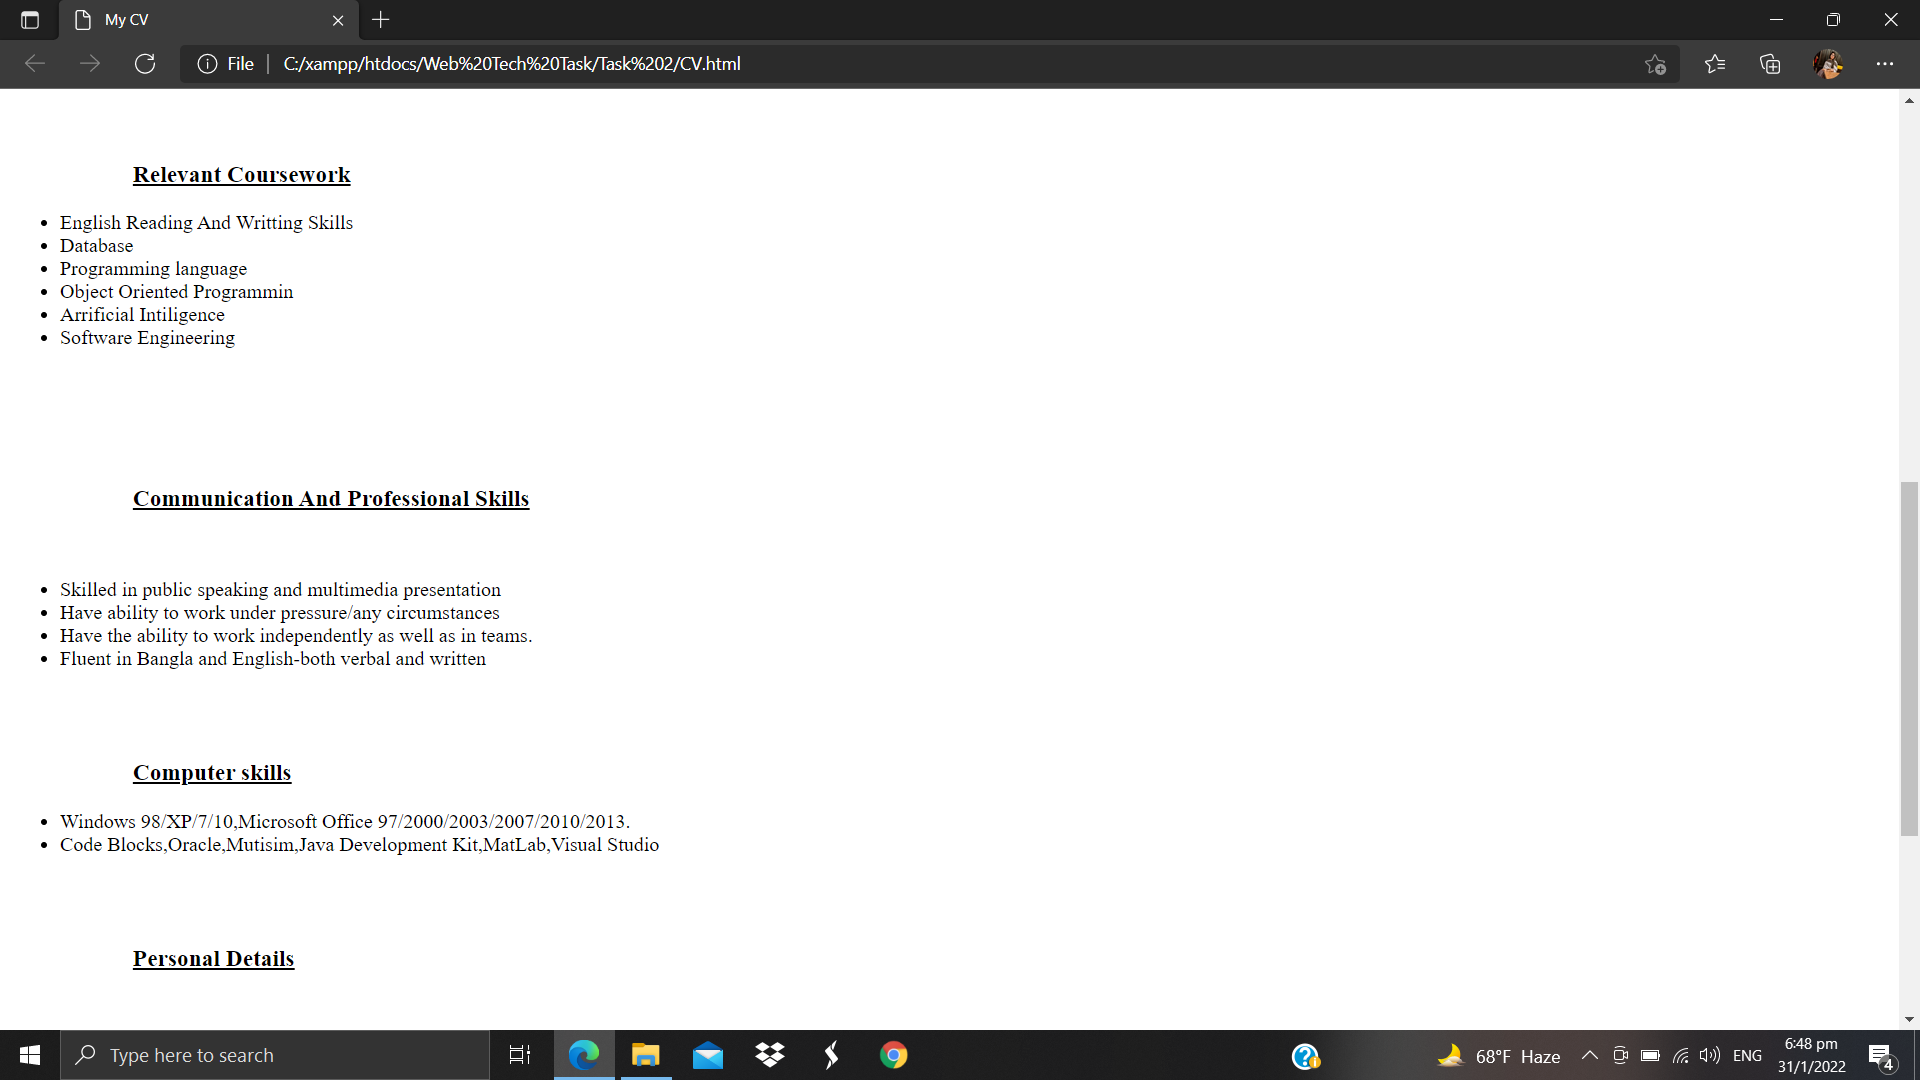 My CV
File
C:/xampp/htdocs/Web%20Tech%20Task/Task%202/CV.html
Relevant Coursework
English Reading And Writting Skills
Database
Programming language
Object Oriented Programmin
Arrificial Intiligence
Software Engineering
Communication And Professional Skills
Skilled in public speaking and multimedia presentation
Have ability to work under pressure/any circumstances
Have the ability to work independently as well as in teams.
Fluent in Bangla and English-both verbal and written
Computer skills
Windows 98/XP/7/10,Microsoft Office 97/2000/2003/2007/2010/2013.
Code Blocks,Oracle,Mutisim,Java Development Kit,MatLab,Visual Studio
Personal Details
Type here to search
68°F Haze
ENG
6:48 pm
31/1/2022
4